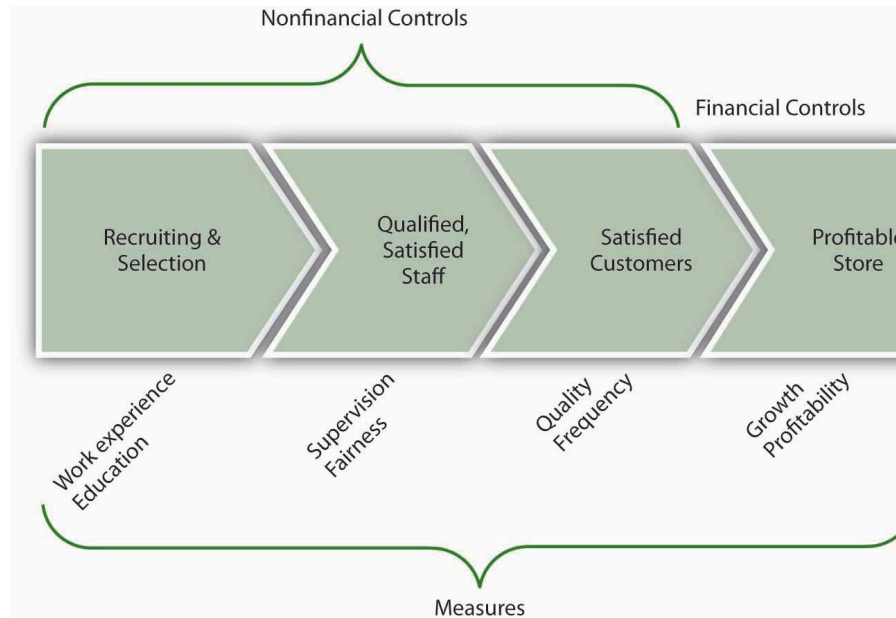 Nonfinancial Controls
Financial Controls
Recruiting &
Selection
Qualified,
Satisfied
Staff
Satisfied
Customers
Profitable
Store
Work experience
Education
Supervision
Fairness
Quality
Frequency
Growth
Profitability
Measures